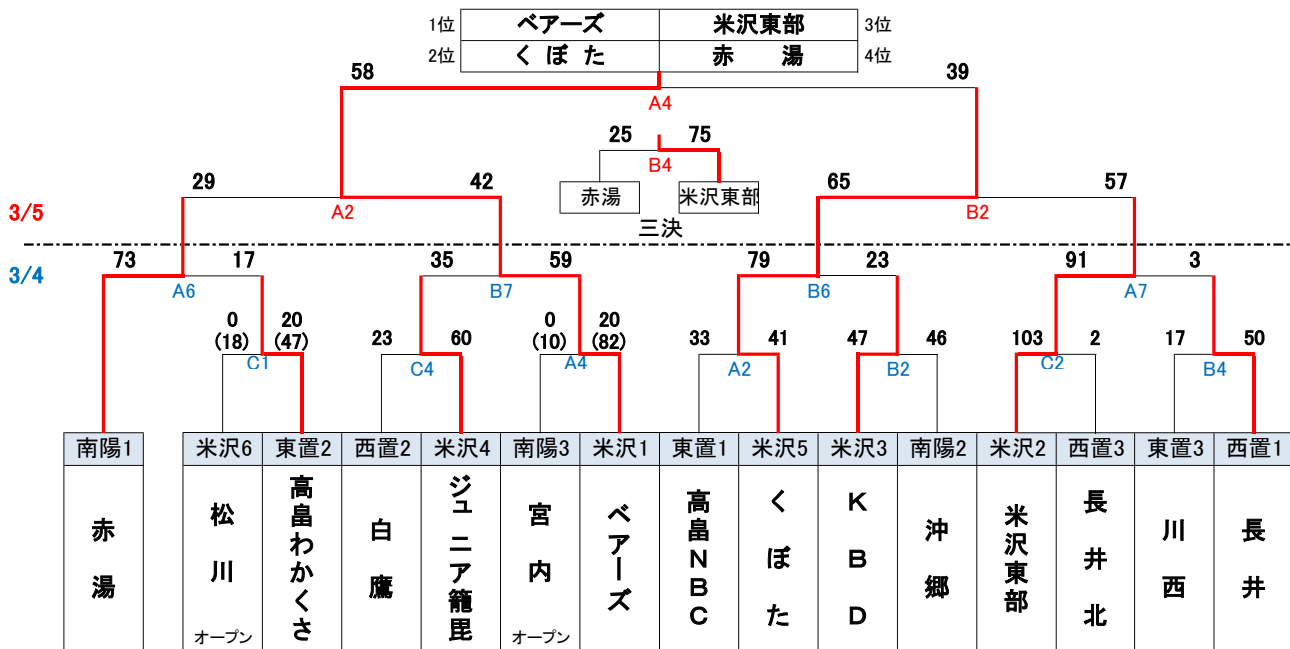 1位 ベアーズ 米沢東部 3位
2位 くぼた 赤湯 4位
58 39
A4
25 75
B4
赤湯 米沢東部
三決
29 42 65 57
A2 B2
3/5
3/4
73 17 35 59 79 23 91 3
A6 B7 B6 A7
0 20 0 20
(18) (47) 23 60 (10) (82) 33 41 47 46 103 2 17 50
C1 C4 A4 A2 B2 C2 B4
南陽1 米沢6 東置2 西置2 米沢4 南陽3 米沢1 東置1 米沢5 米沢3 南陽2 米沢2 西置3 東置3 西置1
赤湯
松川
オープン
高畠わかくさ
白鷹
ジュニア籠毘
宮内
オープン
ベアーズ
高畠NBC
くぼた
KBD
沖郷
米沢東部
長井北
川西
長井